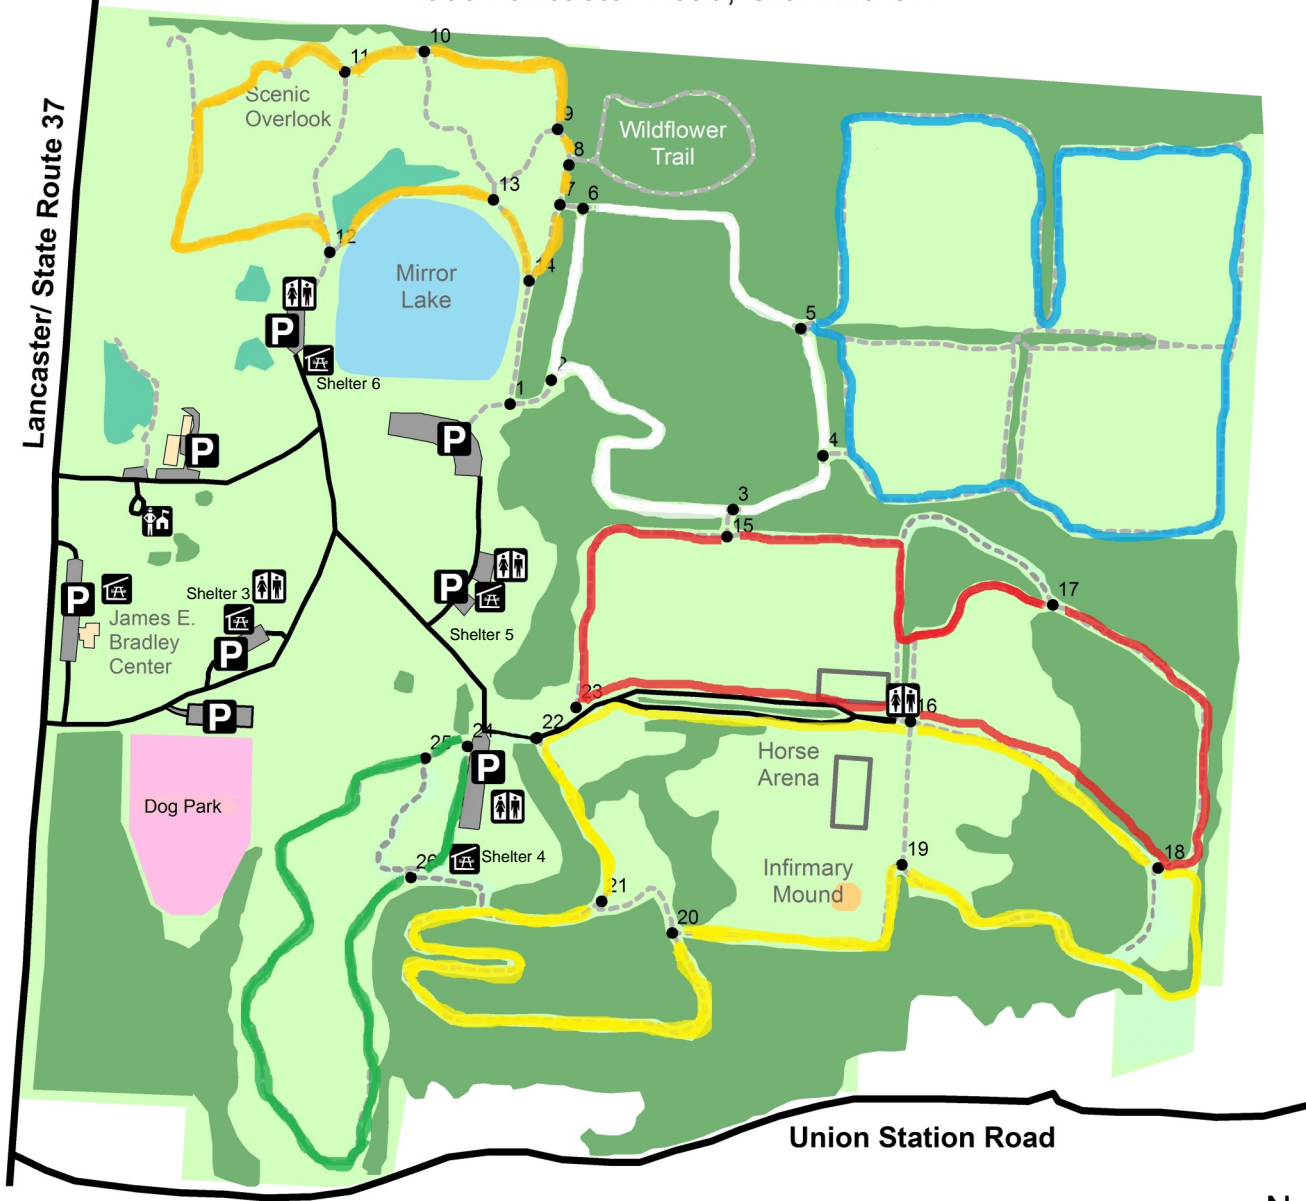 10
11
Scenic
Overlook
9
Wildflower
Trail
8
13
7
6
12
Mirror
Lake
14
5
P
Shelter 6
2
1
Lancaster/ State Route 37
P
P
4
3
15
P
P
Shelter 3
17
James E.
Bradley
Center
Shelter 5
P
P
23
16
22
24
25
P
Horse
Arena
Dog Park
26
Shelter 4
19
18
Infirmary
Mound
21
20
Union Station Road